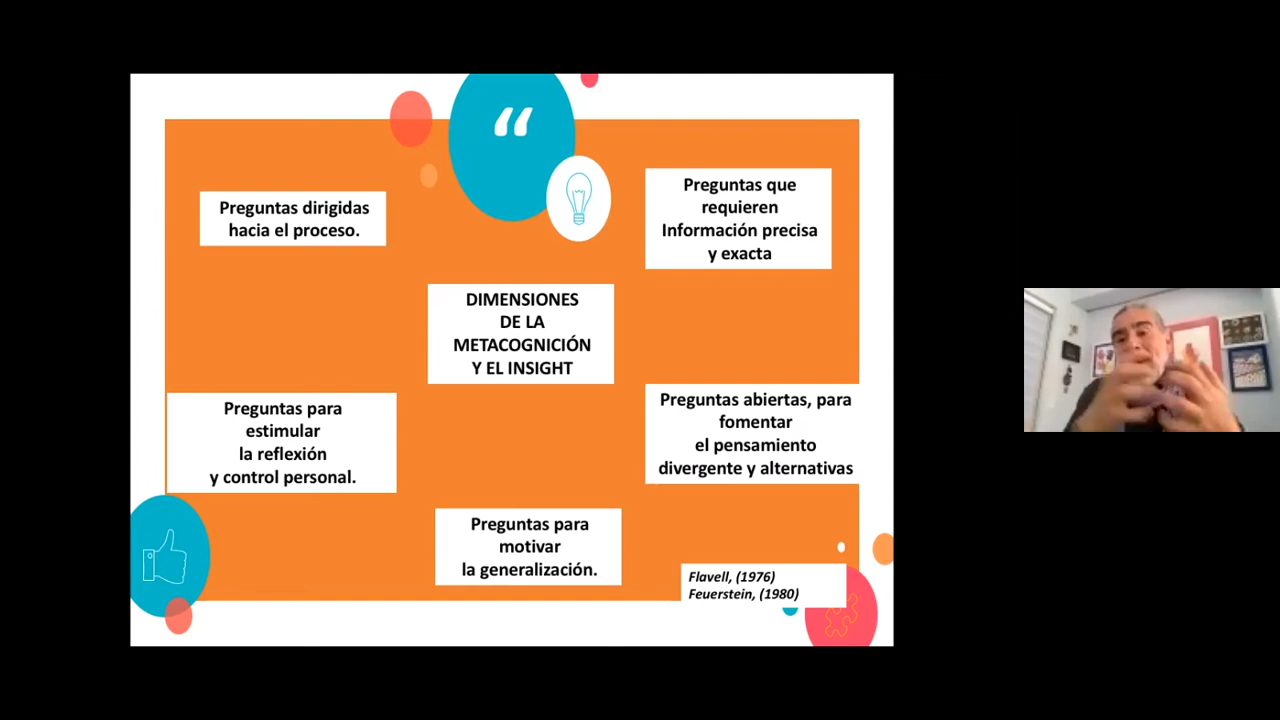 “
Preguntas dirigidas
hacia el proceso.
Preguntas que
requieren
Información precisa
y exacta
DIMENSIONES
DE LA
METACOGNICIÓN
Y EL INSIGHT
Preguntas para
estimular
la reflexión
y control personal.
Preguntas abiertas, para
fomentar
el pensamiento
divergente y alternativas
Preguntas para
motivar
la generalización.
Flavell, (1976)
Feuerstein, (1980)